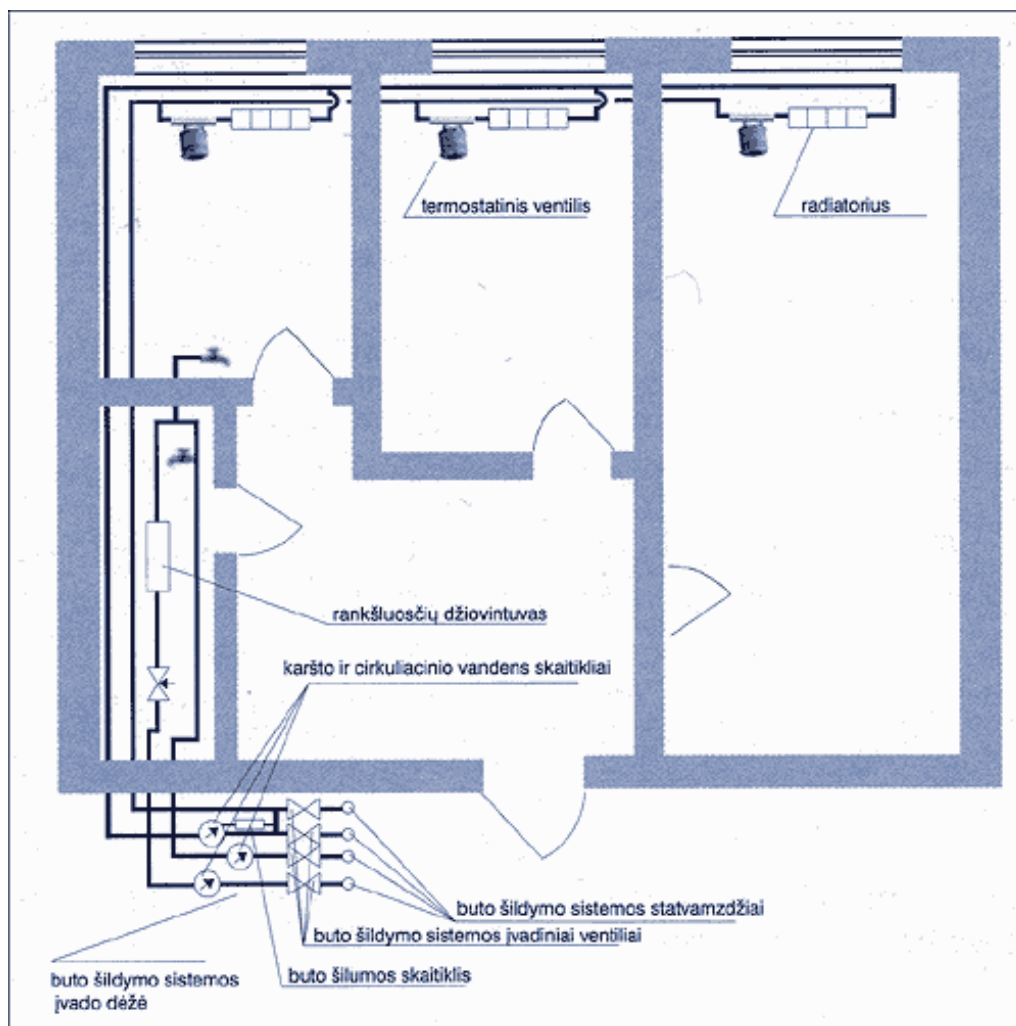 termostatinis ventilis
radiatorius
rankšluosčių džiovintuvas
karšto ir cirkuliacinio vandens skaitikliai
buto šildymo sistemos statvamzdžiai
buto šildymo sistemos įvadiniai ventiliai
buto šilumos skaitiklis
buto šildymo sistemos
įvado dėžė